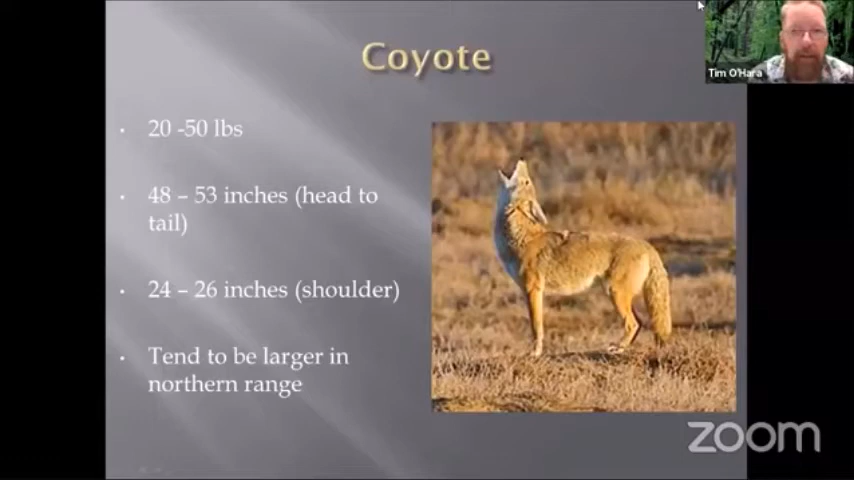 Coyote
Tim O'Hara
• 20 -50 lbs
• 48 – 53 inches (head to
tail)
• 24 – 26 inches (shoulder)
• Tend to be larger in
northern range
zoom